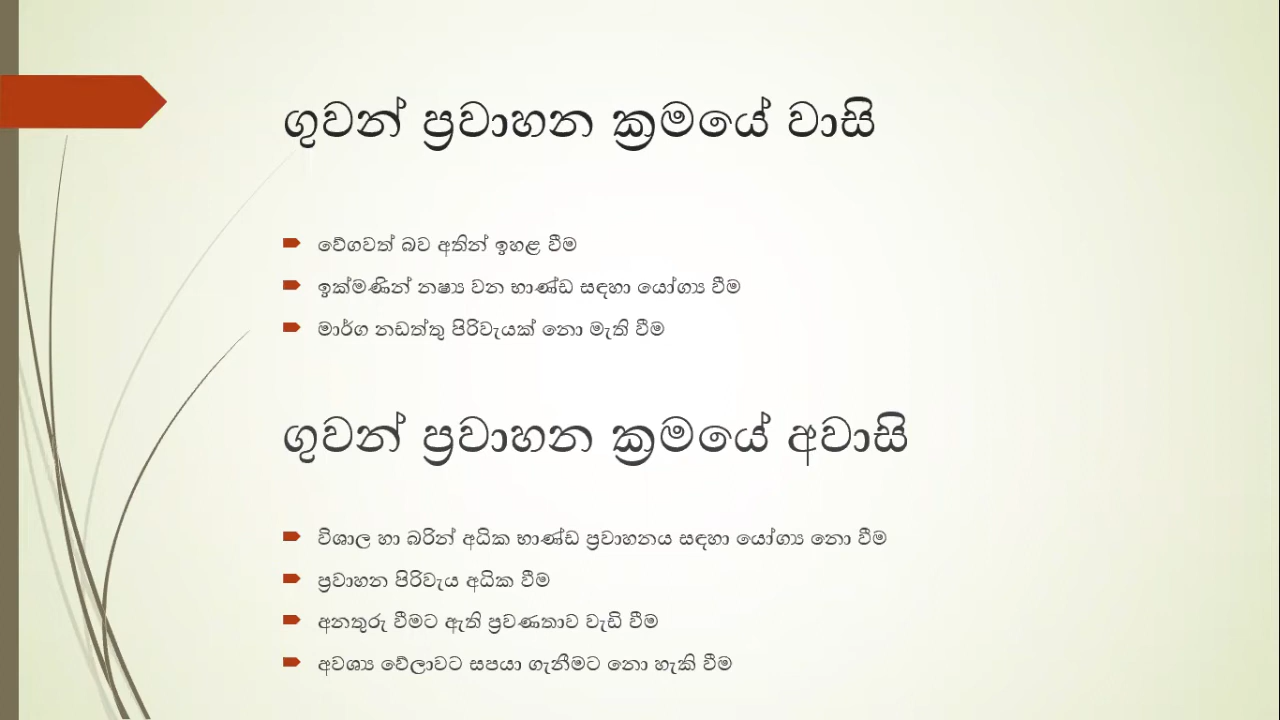 ගුවන් ප්‍රවාහන ක්‍රමයේ වාසි
වේගවත් බව අතින් ඉහළ වීම
ඉක්මණින් නෂ්‍ය වන භාණ්ඩ සඳහා යෝග්‍ය වීම
මාර්ග නඩත්තු පිරිවැයක් නො මැති වීම
ගුවන් ප්‍රවාහන ක්‍රමයේ අවාසි
විශාල හා බරින් අධික භාණ්ඩ ප්‍රවාහනය සඳහා යෝග්‍ය නො වීම
ප්‍රවාහන පිරිවැය අධික වීම
අනතුරු වීමට ඇති ප්‍රවණතාව වැඩි වීම
අවශ්‍ය වේලාවට සපයා ගැනීමට නො හැකි වීම